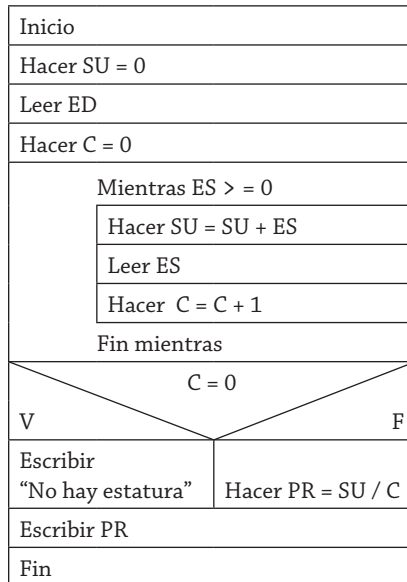 Inicio
Hacer SU = 0
Leer ED
Hacer C = 0
Mientras ES > = 0
Hacer SU = SU + ES
Leer ES
Hacer C = C + 1
Fin mientras
C = 0
V
F
Escribir
"No hay estatura"
Hacer PR = SU / C
Escribir PR
Fin